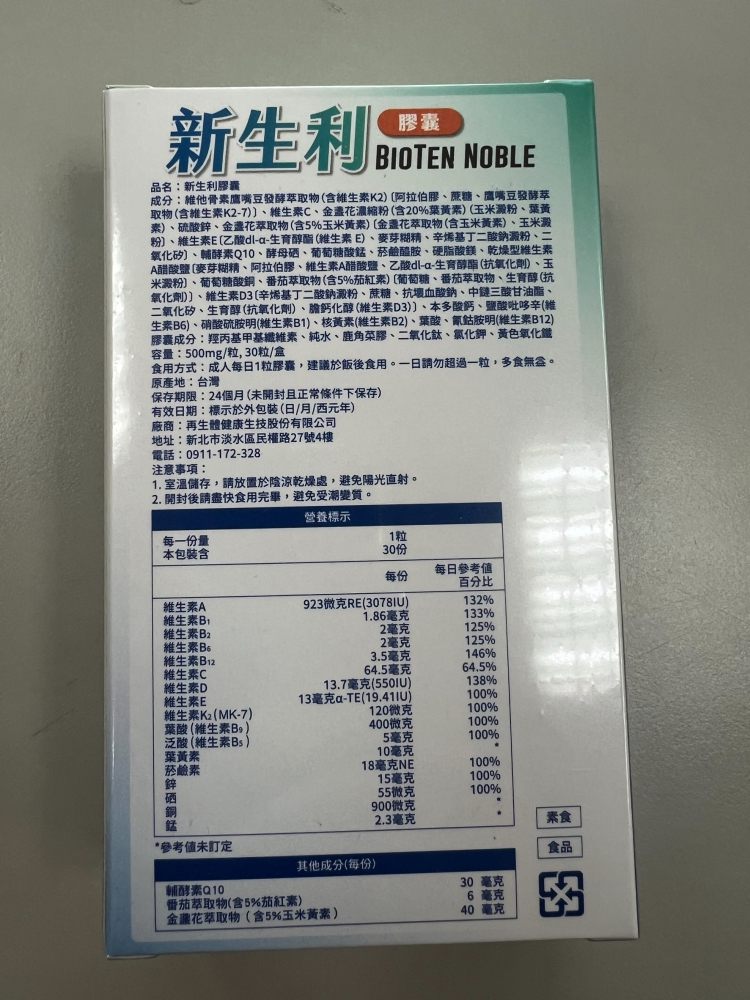 新生利 膠囊 BIOTEN NOBLE
品名：新生利膠囊
成分：維他骨素鷹嘴豆發酵萃取物(含維生素K2)〔阿拉伯膠、蔗糖、鷹嘴豆發酵萃
取物(含維生素K2-7)〕、維生素C、金盞花濃縮粉(含20%葉黃素)(玉米澱粉、葉黃
素)、硫酸鋅、金盞花萃取物(含5%玉米黃素)〔金盞花萃取物(含玉米黃素)、玉米澱
粉〕、維生素E〔乙酸dl-α-生育醇酯(維生素E)、麥芽糊精、辛烯基丁二酸鈉澱粉、二
氧化矽〕、輔酵素Q10、酵母硒、葡萄糖酸錳、菸鹼醯胺、硬脂酸鎂、乾燥型維生素
A醋酸鹽〔麥芽糊精、阿拉伯膠、維生素A醋酸鹽、乙酸dl-α-生育醇酯(抗氧化劑)、玉
米澱粉〕、葡萄糖酸銅、番茄萃取物(含5%茄紅素)〔葡萄糖、番茄萃取物、生育醇(抗
氧化劑)〕、維生素D3〔辛烯基丁二酸鈉澱粉、蔗糖、抗壞血酸鈉、中鏈三酸甘油酯、
二氧化矽、生育醇(抗氧化劑)、膽鈣化醇(維生素D3)〕、本多酸鈣、鹽酸吡哆辛(維
生素B6)、硝酸硫胺明(維生素B1)、核黃素(維生素B2)、葉酸、氰鈷胺明(維生素B12)
膠囊成分：羥丙基甲基纖維素、純水、鹿角菜膠、二氧化鈦、氯化鉀、黃色氧化鐵
容量：500mg/粒, 30粒/盒
食用方式：成人每日1粒膠囊，建議於飯後食用。一日請勿超過一粒，多食無益。
原產地：台灣
保存期限：24個月(未開封且正常條件下保存)
有效日期：標示於外包裝(日/月/西元年)
廠商：再生體健康生技股份有限公司
地址：新北市淡水區民權路27號4樓
電話：0911-172-328
注意事項：
1. 室溫儲存，請放置於陰涼乾燥處，避免陽光直射。
2. 開封後請盡快食用完畢，避免受潮變質。
營養標示
每一份量 1粒
本包裝含 30份
每份 每日參考值
百分比
維生素A 923微克RE(3078IU) 132%
維生素B1 1.86毫克 133%
維生素B2 2毫克 125%
維生素B6 2毫克 125%
維生素B12 3.5毫克 146%
維生素C 64.5毫克 64.5%
維生素D 13.7毫克(550IU) 138%
維生素E 13毫克α-TE(19.41IU) 100%
維生素K2(MK-7) 120微克 100%
葉酸(維生素B9) 400微克 100%
泛酸(維生素B5) 5毫克 100%
葉黃素 10毫克 *
菸鹼素 18毫克NE 100%
鋅 15毫克 100%
硒 55微克 100%
銅 900微克 *
錳 2.3毫克 *
*參考值未訂定
其他成分(每份)
輔酵素Q10 30 毫克
番茄萃取物(含5%茄紅素) 6 毫克
金盞花萃取物(含5%玉米黃素) 40 毫克
素食
食品